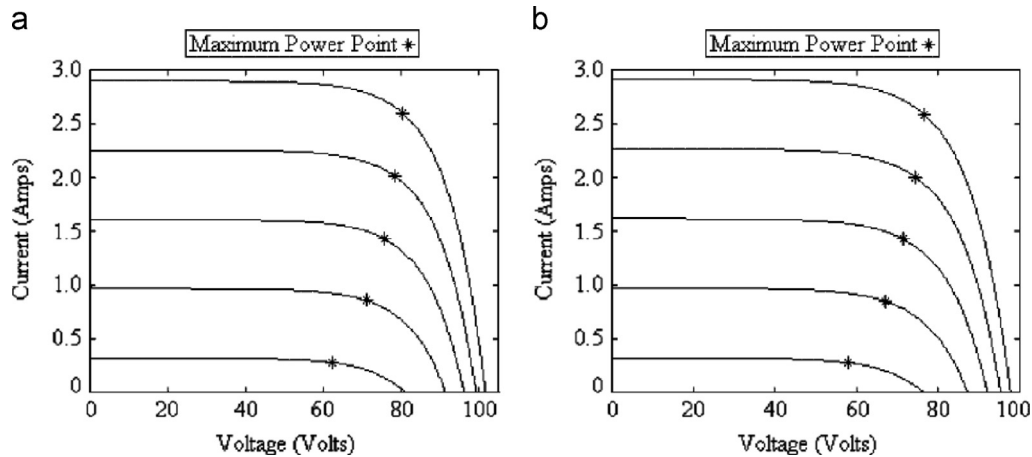 a
Maximum Power Point *
3.0
2.5
2.0
1.5
1.0
0.5
0
Current (Amps)
0 20 40 60 80 100
Voltage (Volts)
b
Maximum Power Point *
3.0
2.5
2.0
1.5
1.0
0.5
0
Current (Amps)
0 20 40 60 80 100
Voltage (Volts)